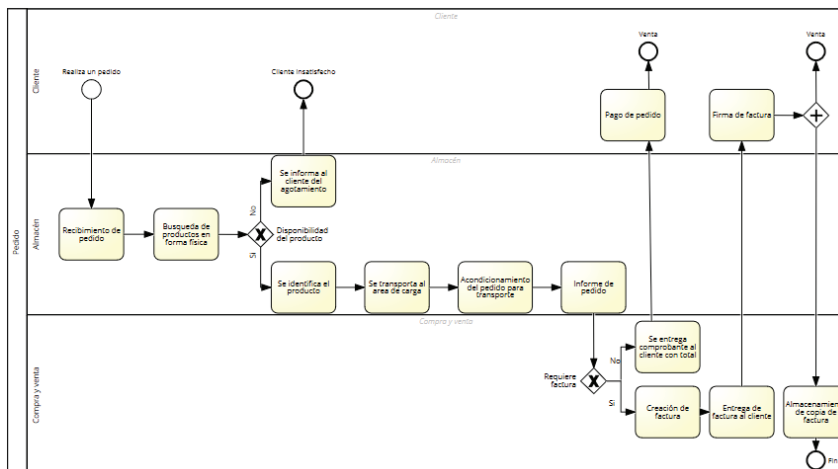 Cliente
Venta
Venta
Realiza un pedido
Cliente insatisfecho
Cliente
Pago de pedido
Firma de factura
Almacén
Se informa al
cliente del
agotamiento
No
Recibimiento de
pedido
Busqueda de
productos en
forma física
Disponibilidad
del producto
Almacén
Pedido
Si
Se identifica el
producto
Se transporta al
area de carga
Acondicionamiento
del pedido para
transporte
Informe de
pedido
Compra y venta
Se entrega
comprobante al
cliente con total
No
Requiere
factura
Si
Compra y venta
Creación de
factura
Entrega de
factura al cliente
Almacenamien
de copia de
factura
Fin